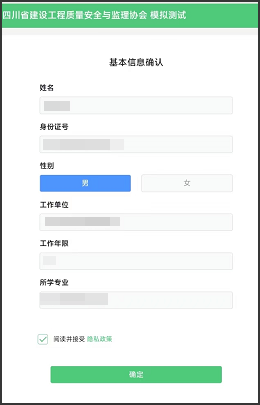 四川省建设工程质量安全与监理协会 模拟测试
基本信息确认
姓名
身份证号
性别
男 女
工作单位
工作年限
所学专业
阅读并接受 隐私政策
确定